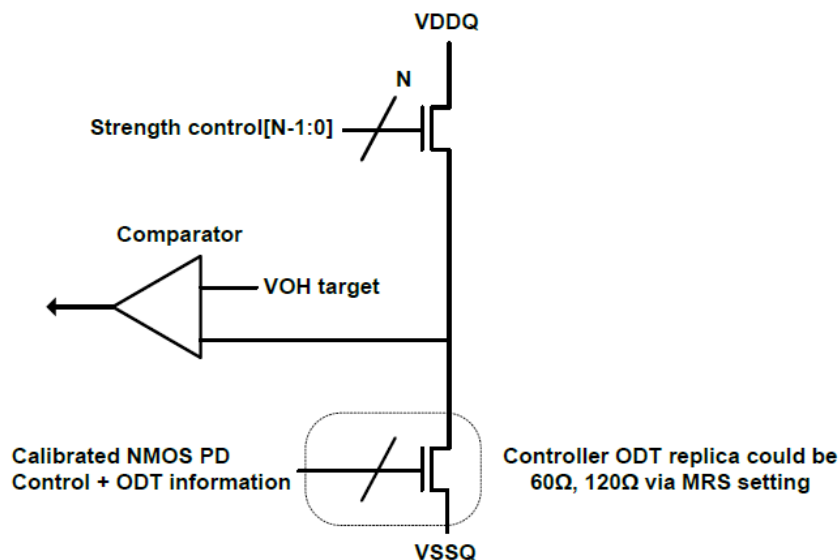 VDDQ
N
Strength control[N-1:0]
Comparator
VOH target
Calibrated NMOS PD
Control + ODT information
Controller ODT replica could be
60Ω, 120Ω via MRS setting
VSSQ